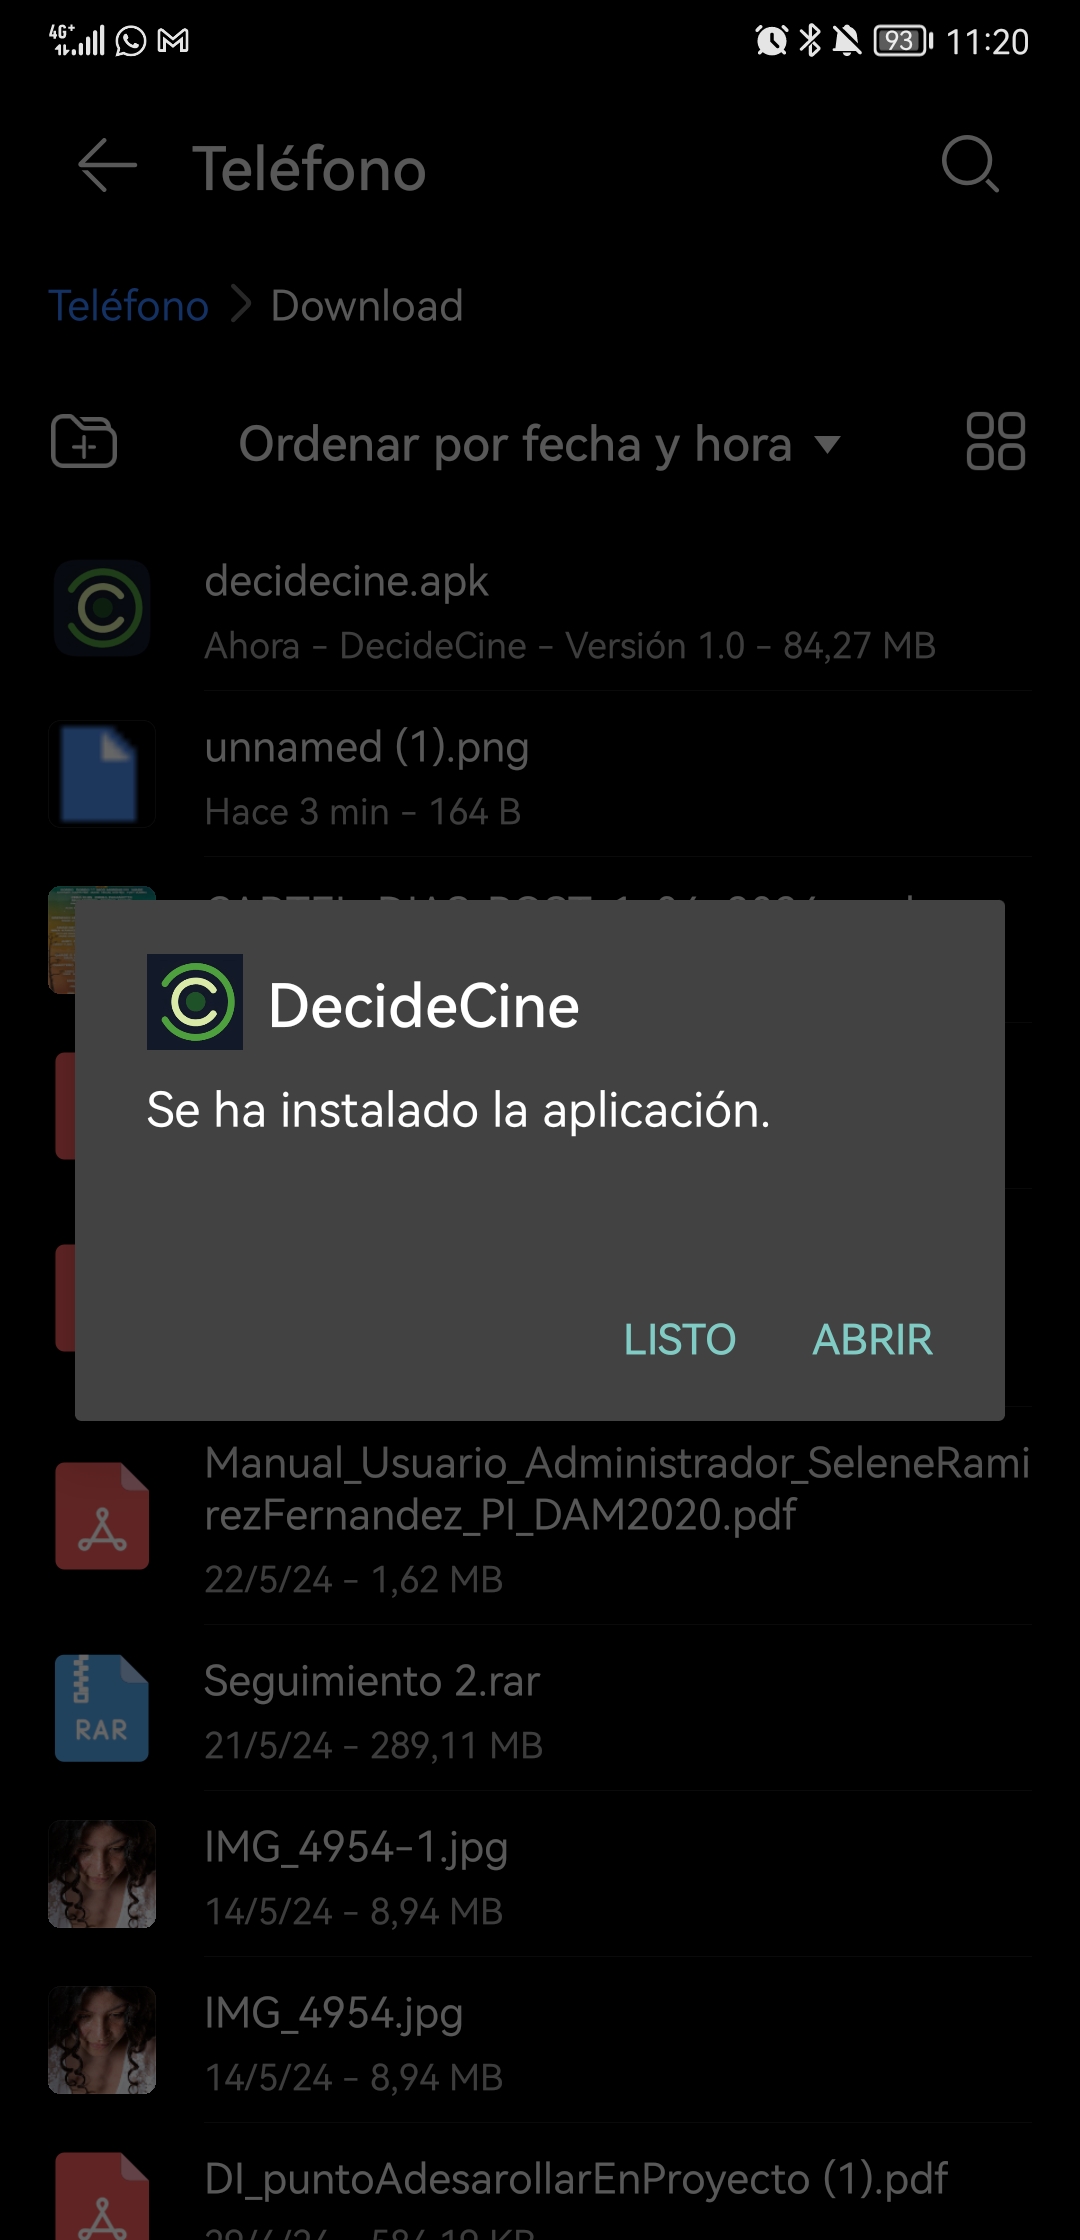 4G+
93 11:20
Teléfono
Teléfono > Download
Ordenar por fecha y hora
decidecine.apk
Ahora – DecideCine – Versión 1.0 – 84,27 MB
unnamed (1).png
Hace 3 min – 164 B
DecideCine
Se ha instalado la aplicación.
LISTO ABRIR
Manual_Usuario_Administrador_SeleneRami
rezFernandez_PI_DAM2020.pdf
22/5/24 – 1,62 MB
RAR
Seguimiento 2.rar
21/5/24 – 289,11 MB
IMG_4954-1.jpg
14/5/24 – 8,94 MB
IMG_4954.jpg
14/5/24 – 8,94 MB
DI_puntoAdesarollarEnProyecto (1).pdf